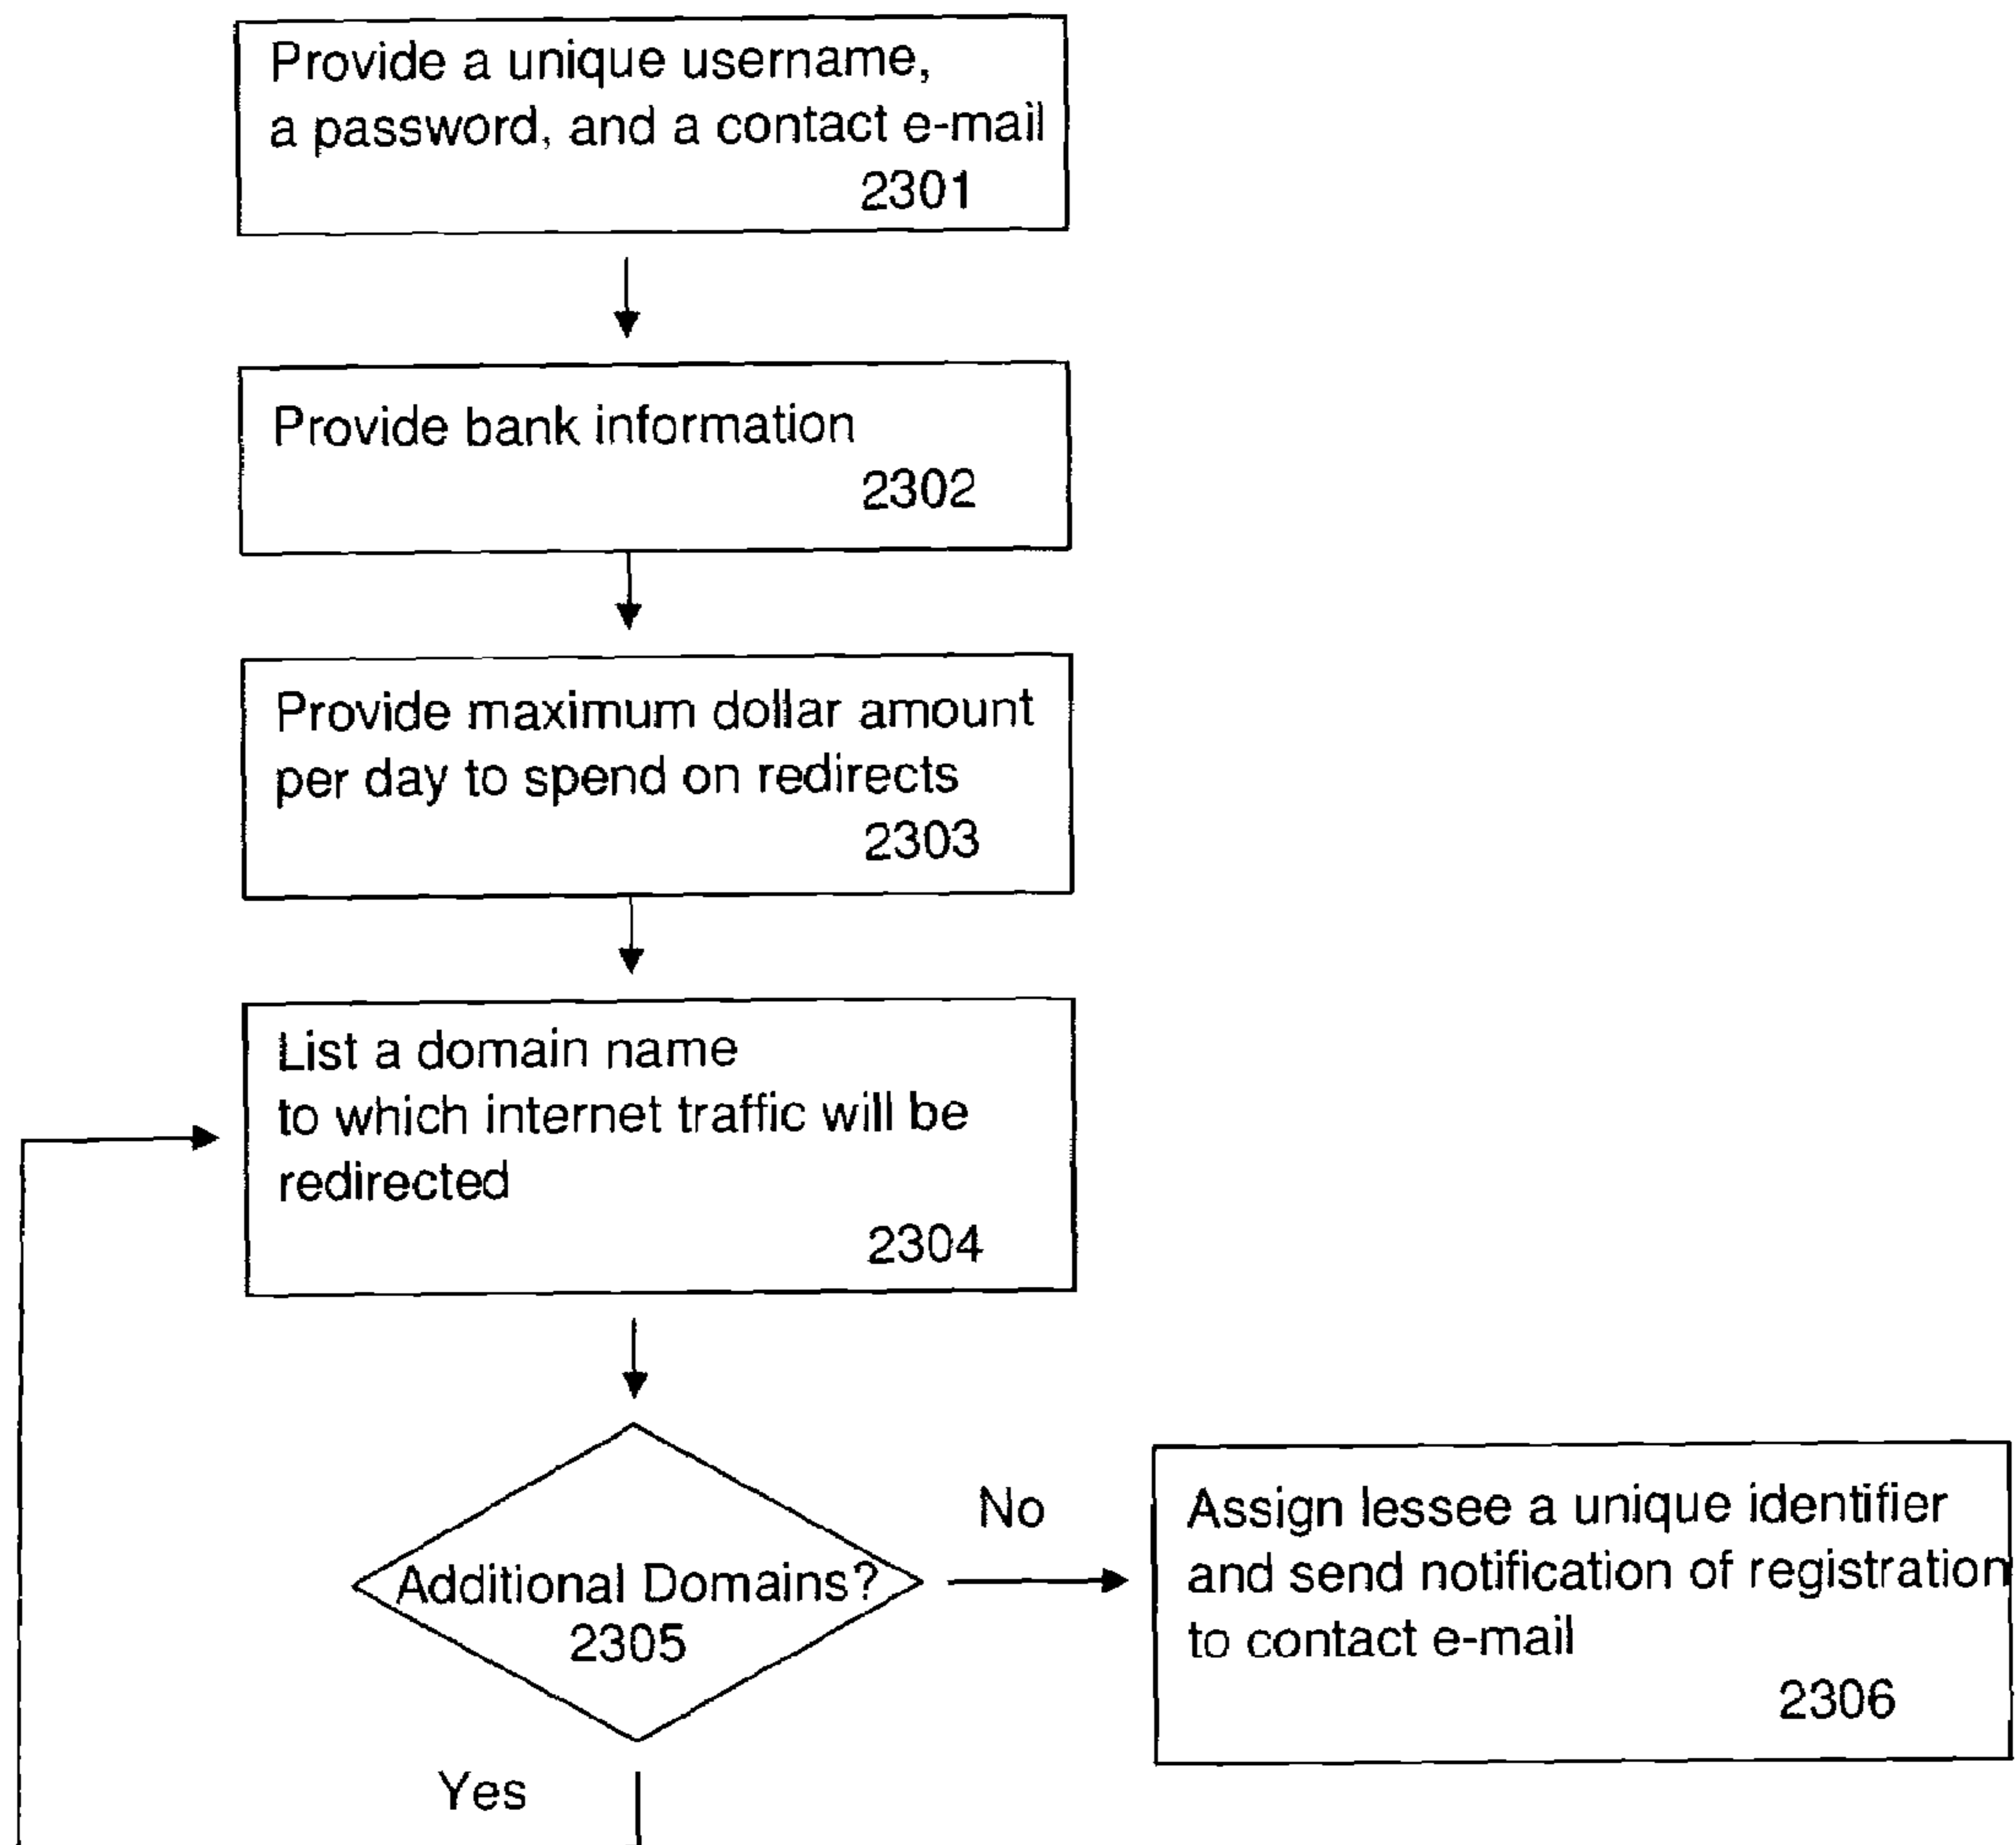 Provide a unique username,
a password, and a contact e-mail
2301
Provide bank information
2302
Provide maximum dollar amount
per day to spend on redirects
2303
List a domain name
to which internet traffic will be
redirected
2304
Additional Domains?
2305
No
Assign lessee a unique identifier
and send notification of registration
to contact e-mail
2306
Yes